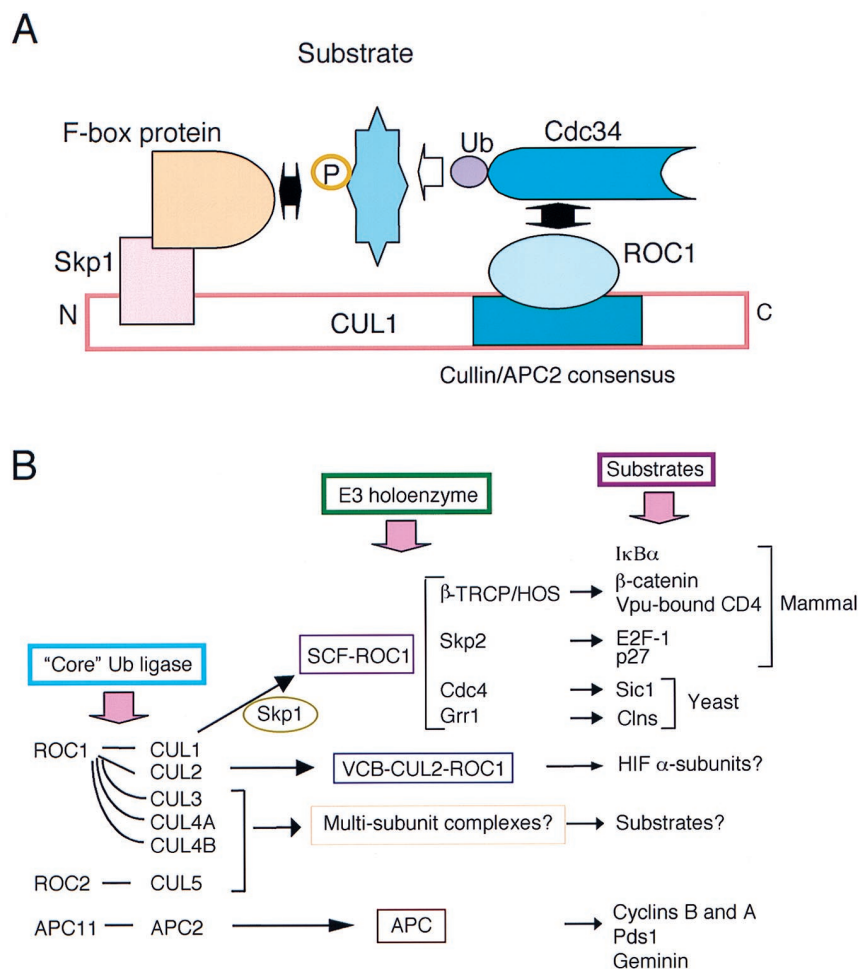 A
Substrate
F-box protein
Ub
Cdc34
P
Skp1
ROC1
N
CUL1
C
Cullin/APC2 consensus
B
E3 holoenzyme
Substrates
IκBα
β-TRCP/HOS
β-catenin
Vpu-bound CD4
Mammal
Skp2
E2F-1
p27
"Core" Ub ligase
SCF-ROC1
Cdc4
Sic1
Yeast
Skp1
Grr1
Clns
ROC1
CUL1
CUL2
VCB-CUL2-ROC1
HIF α-subunits?
CUL3
CUL4A
Multi-subunit complexes?
Substrates?
CUL4B
ROC2
CUL5
APC11
APC2
APC
Cyclins B and A
Pds1
Geminin